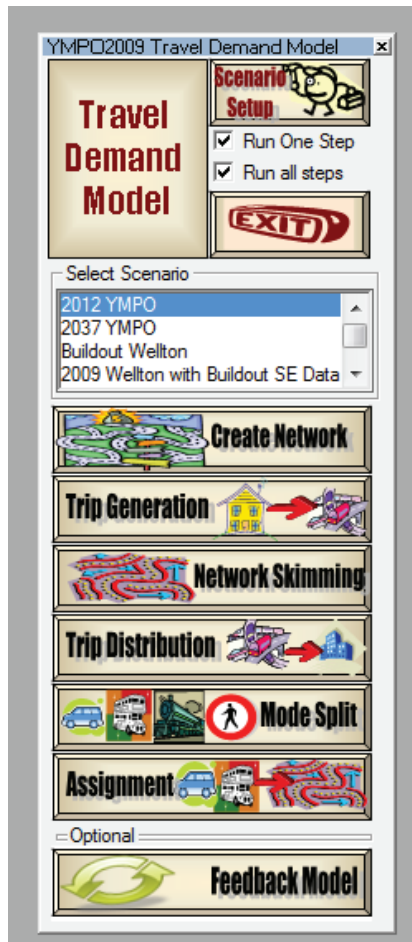 YMPO2009 Travel Demand Model
Travel
Demand
Model
Scenario
Setup
Run One Step
Run all steps
EXIT
Select Scenario
2012 YMPO
2037 YMPO
Buildout Wellton
2009 Wellton with Buildout SE Data
Create Network
Trip Generation
Network Skimming
Trip Distribution
Mode Split
Assignment
Optional
Feedback Model